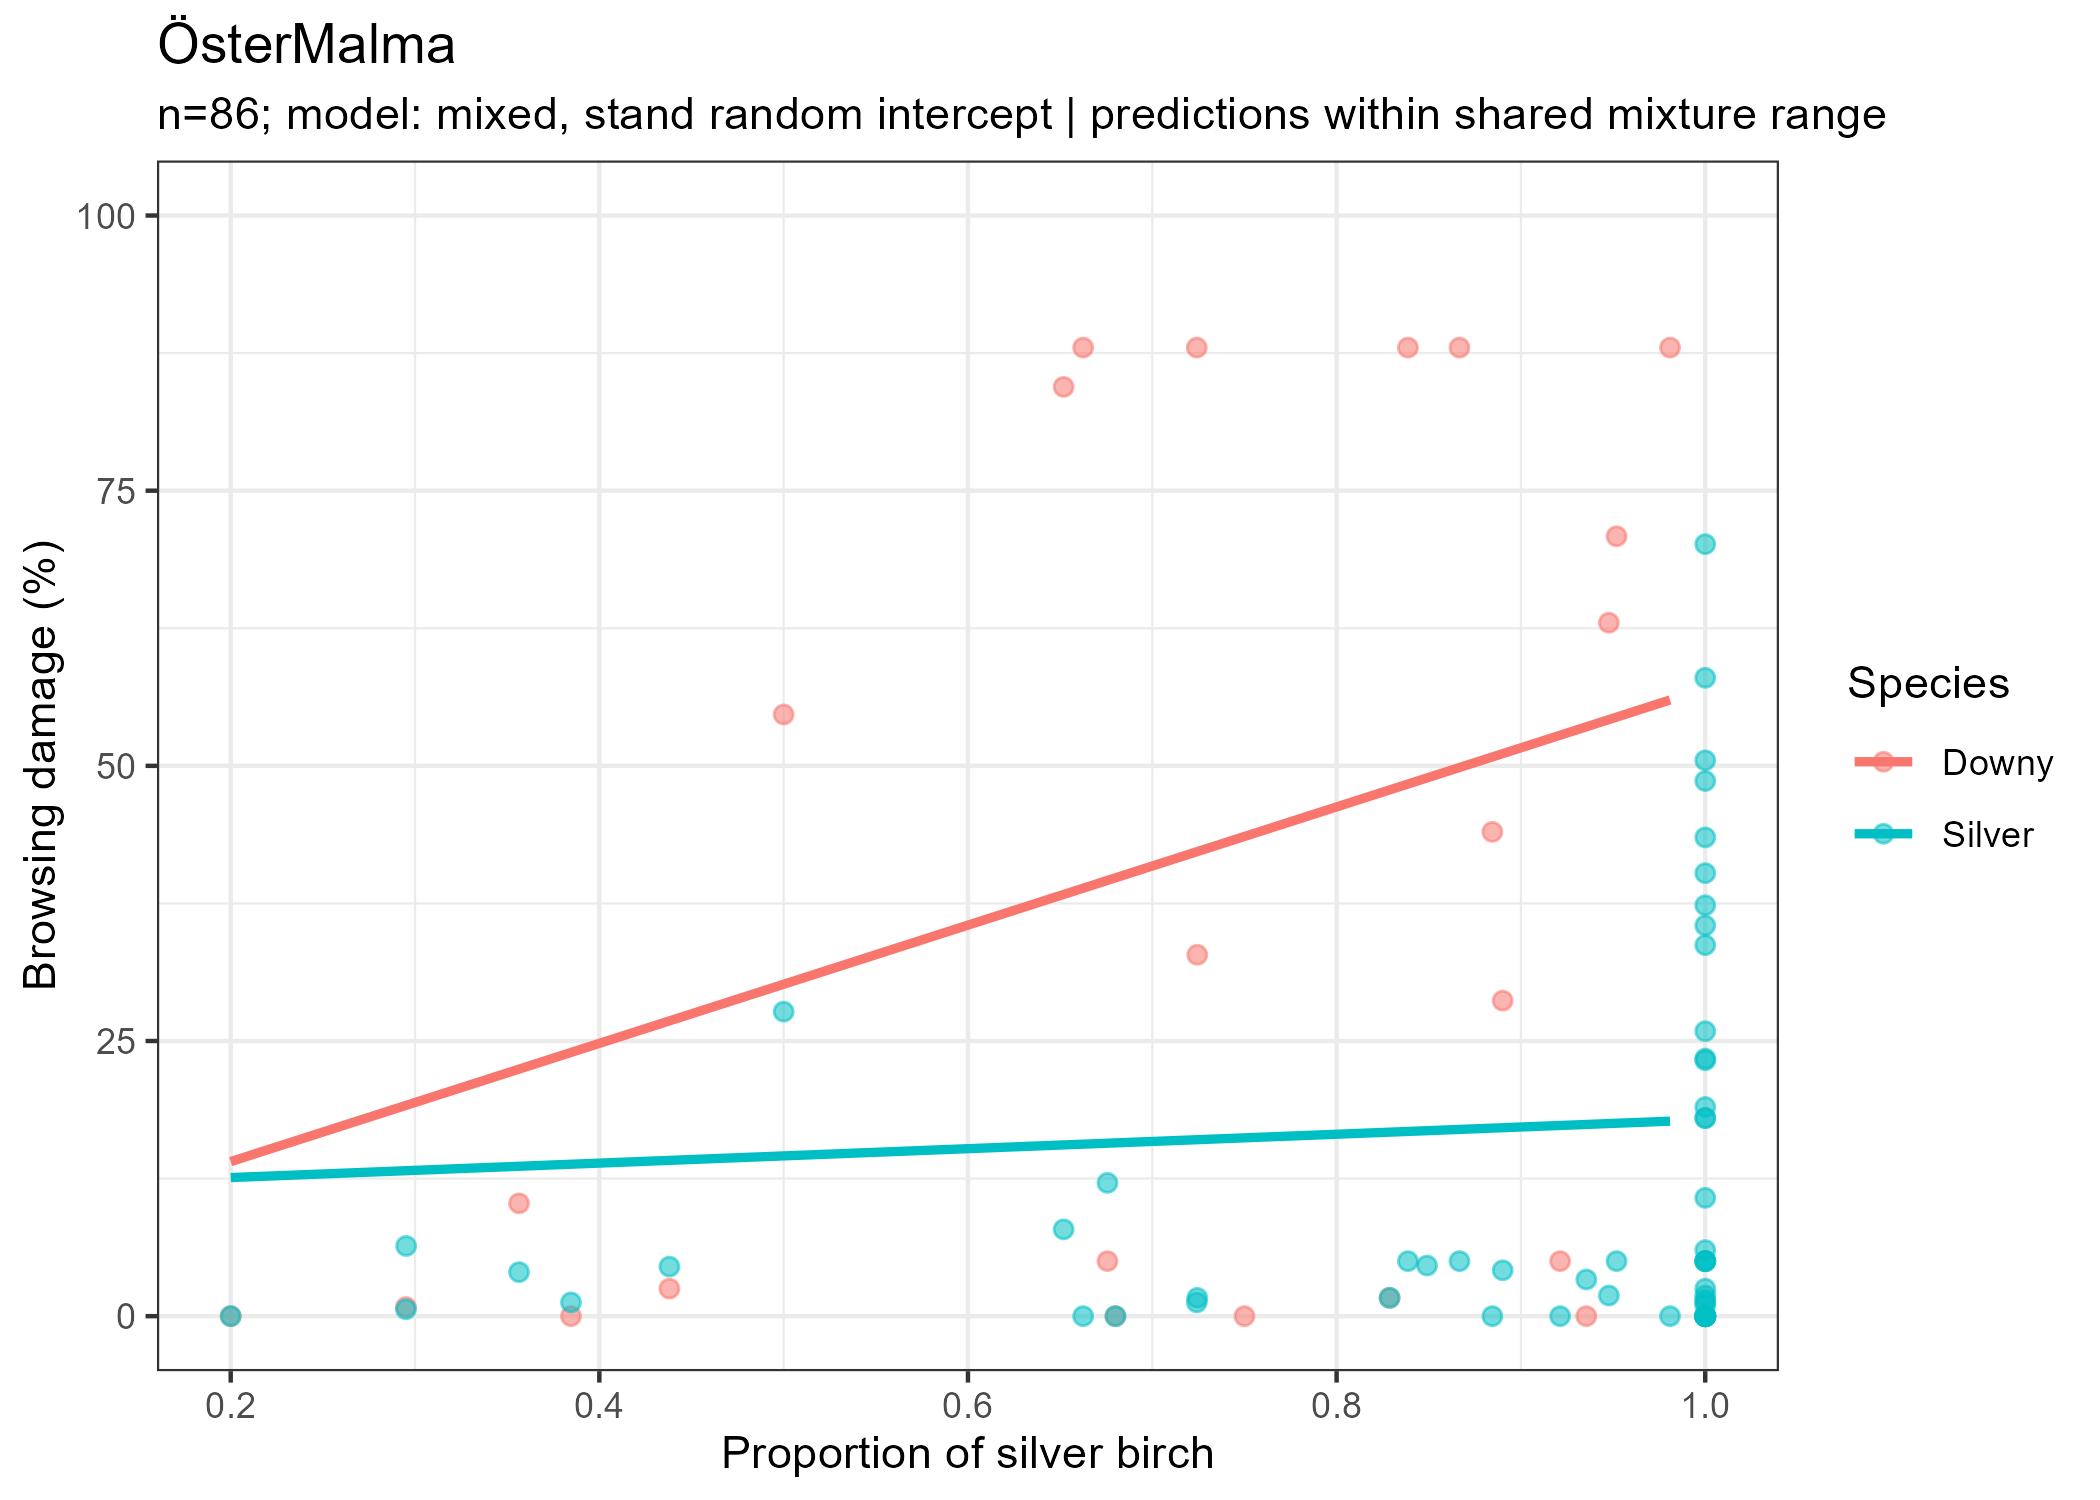 ÖsterMalma
n=86; model: mixed, stand random intercept | predictions within shared mixture range
100
75
50
25
0
Browsing damage (%)
0.2 0.4 0.6 0.8 1.0
Proportion of silver birch
Species
Downy
Silver